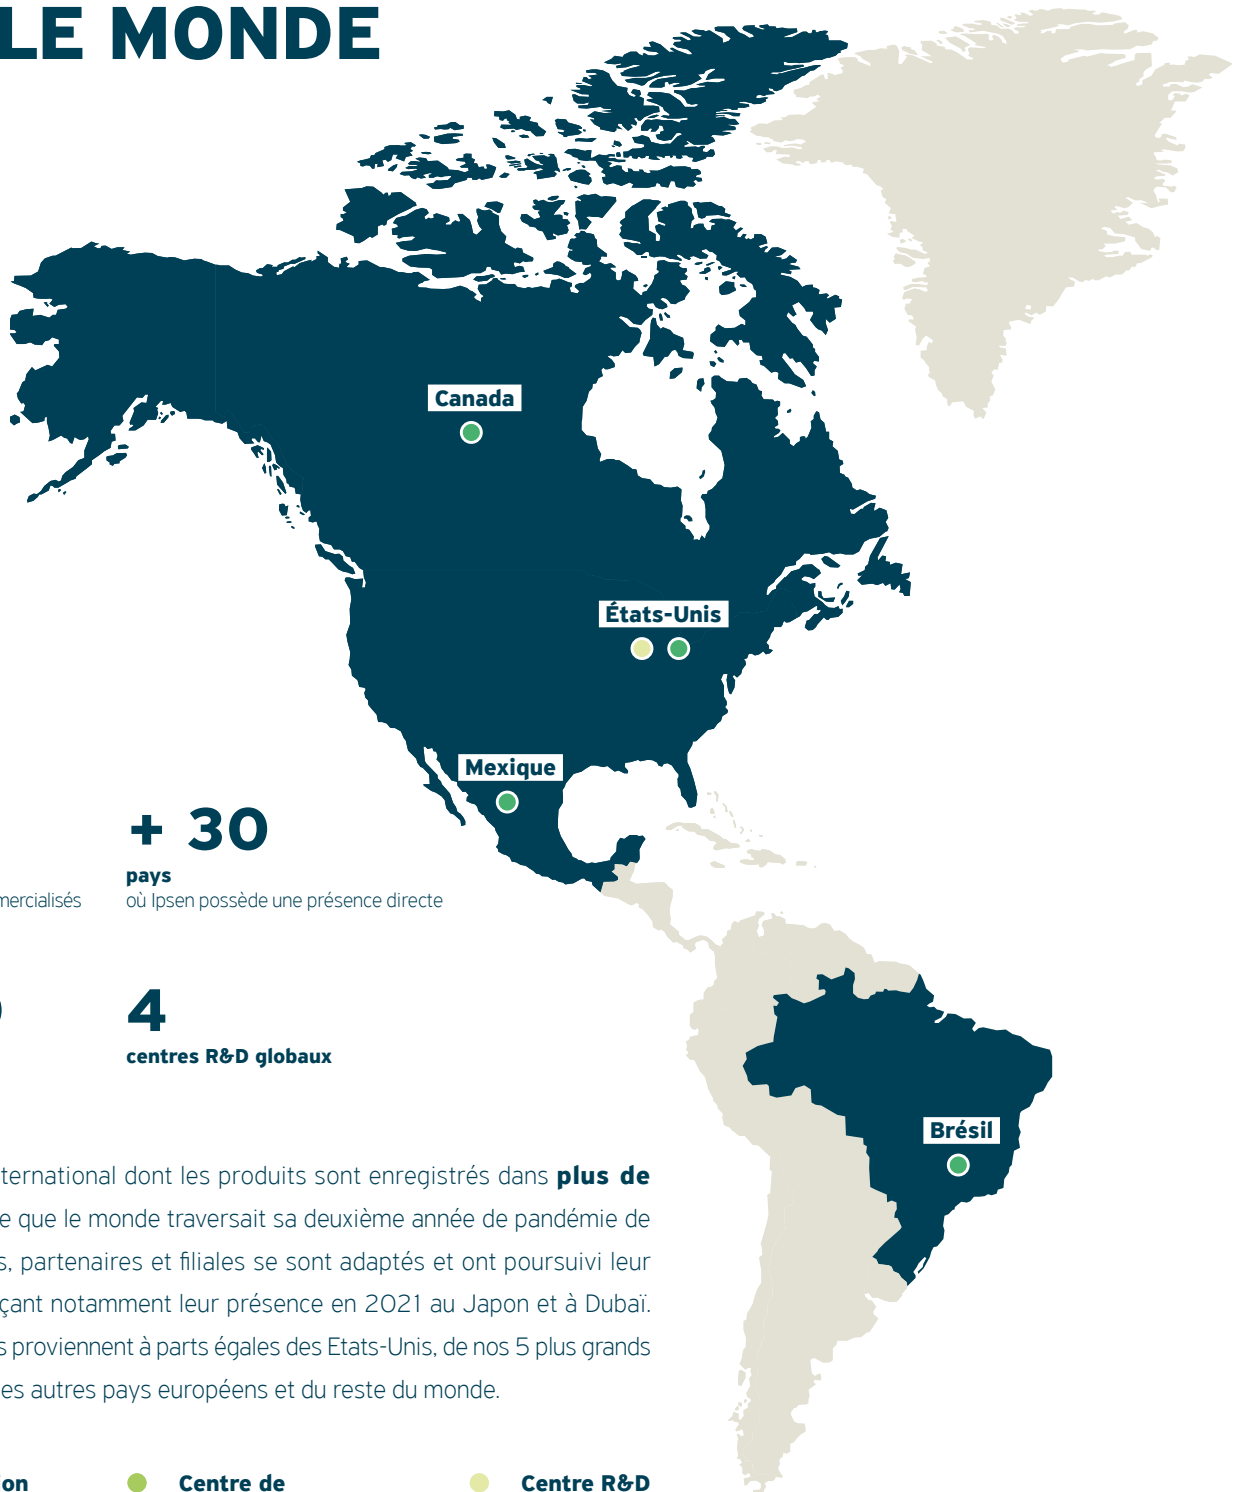 LE MONDE
Canada
États-Unis
Mexique
+ 30
pays
mercialisés
où Ipsen possède une présence directe
4
centres R&D globaux
Brésil
ternational dont les produits sont enregistrés dans plus de
e que le monde traversait sa deuxième année de pandémie de
s, partenaires et filiales se sont adaptés et ont poursuivi leur
çant notamment leur présence en 2021 au Japon et à Dubaï.
s proviennent à parts égales des Etats-Unis, de nos 5 plus grands
es autres pays européens et du reste du monde.
on
Centre de
Centre R&D